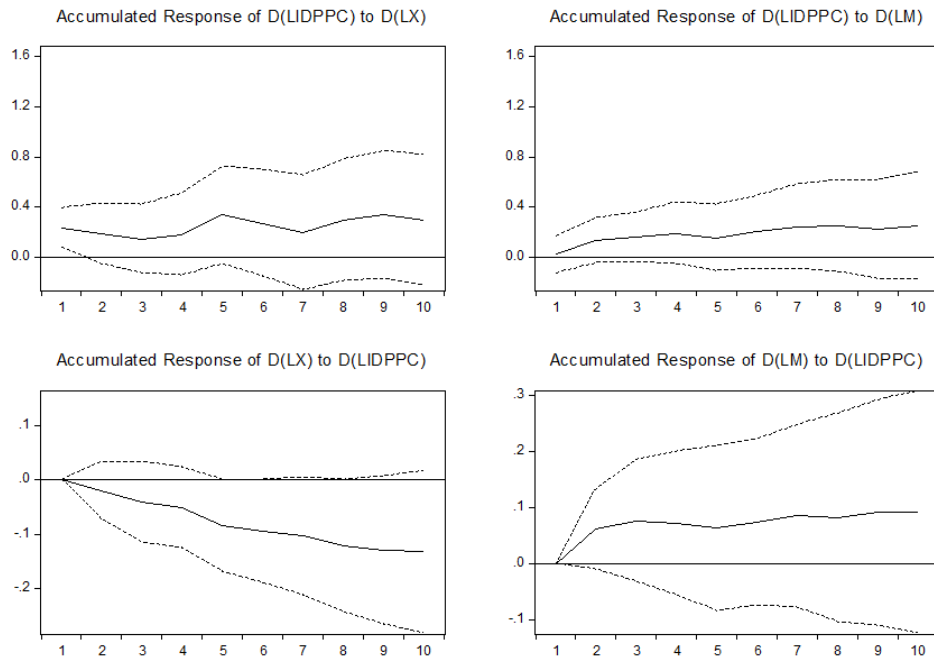 Accumulated Response of D(LIDPPC) to D(LX)
1.6
1.2
0.8
0.4
0.0
1 2 3 4 5 6 7 8 9 10
Accumulated Response of D(LIDPPC) to D(LM)
1.6
1.2
0.8
0.4
0.0
1 2 3 4 5 6 7 8 9 10
Accumulated Response of D(LX) to D(LIDPPC)
.1
.0
-.1
-.2
1 2 3 4 5 6 7 8 9 10
Accumulated Response of D(LM) to D(LIDPPC)
.3
.2
.1
.0
-.1
1 2 3 4 5 6 7 8 9 10